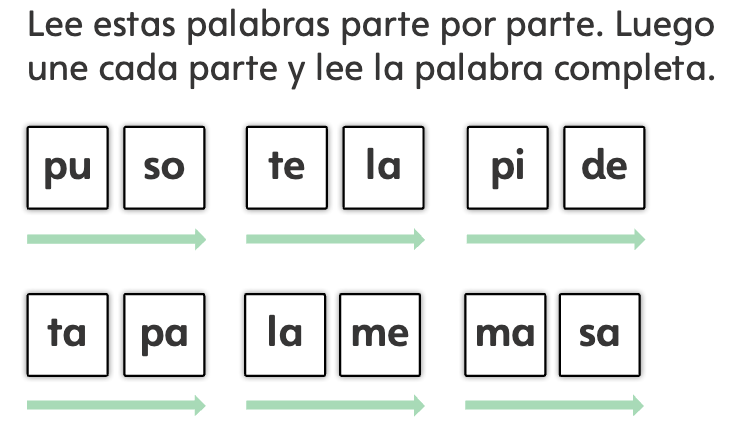 Lee estas palabras parte por parte. Luego
une cada parte y lee la palabra completa.
pu so te la pi de
ta pa la me ma sa